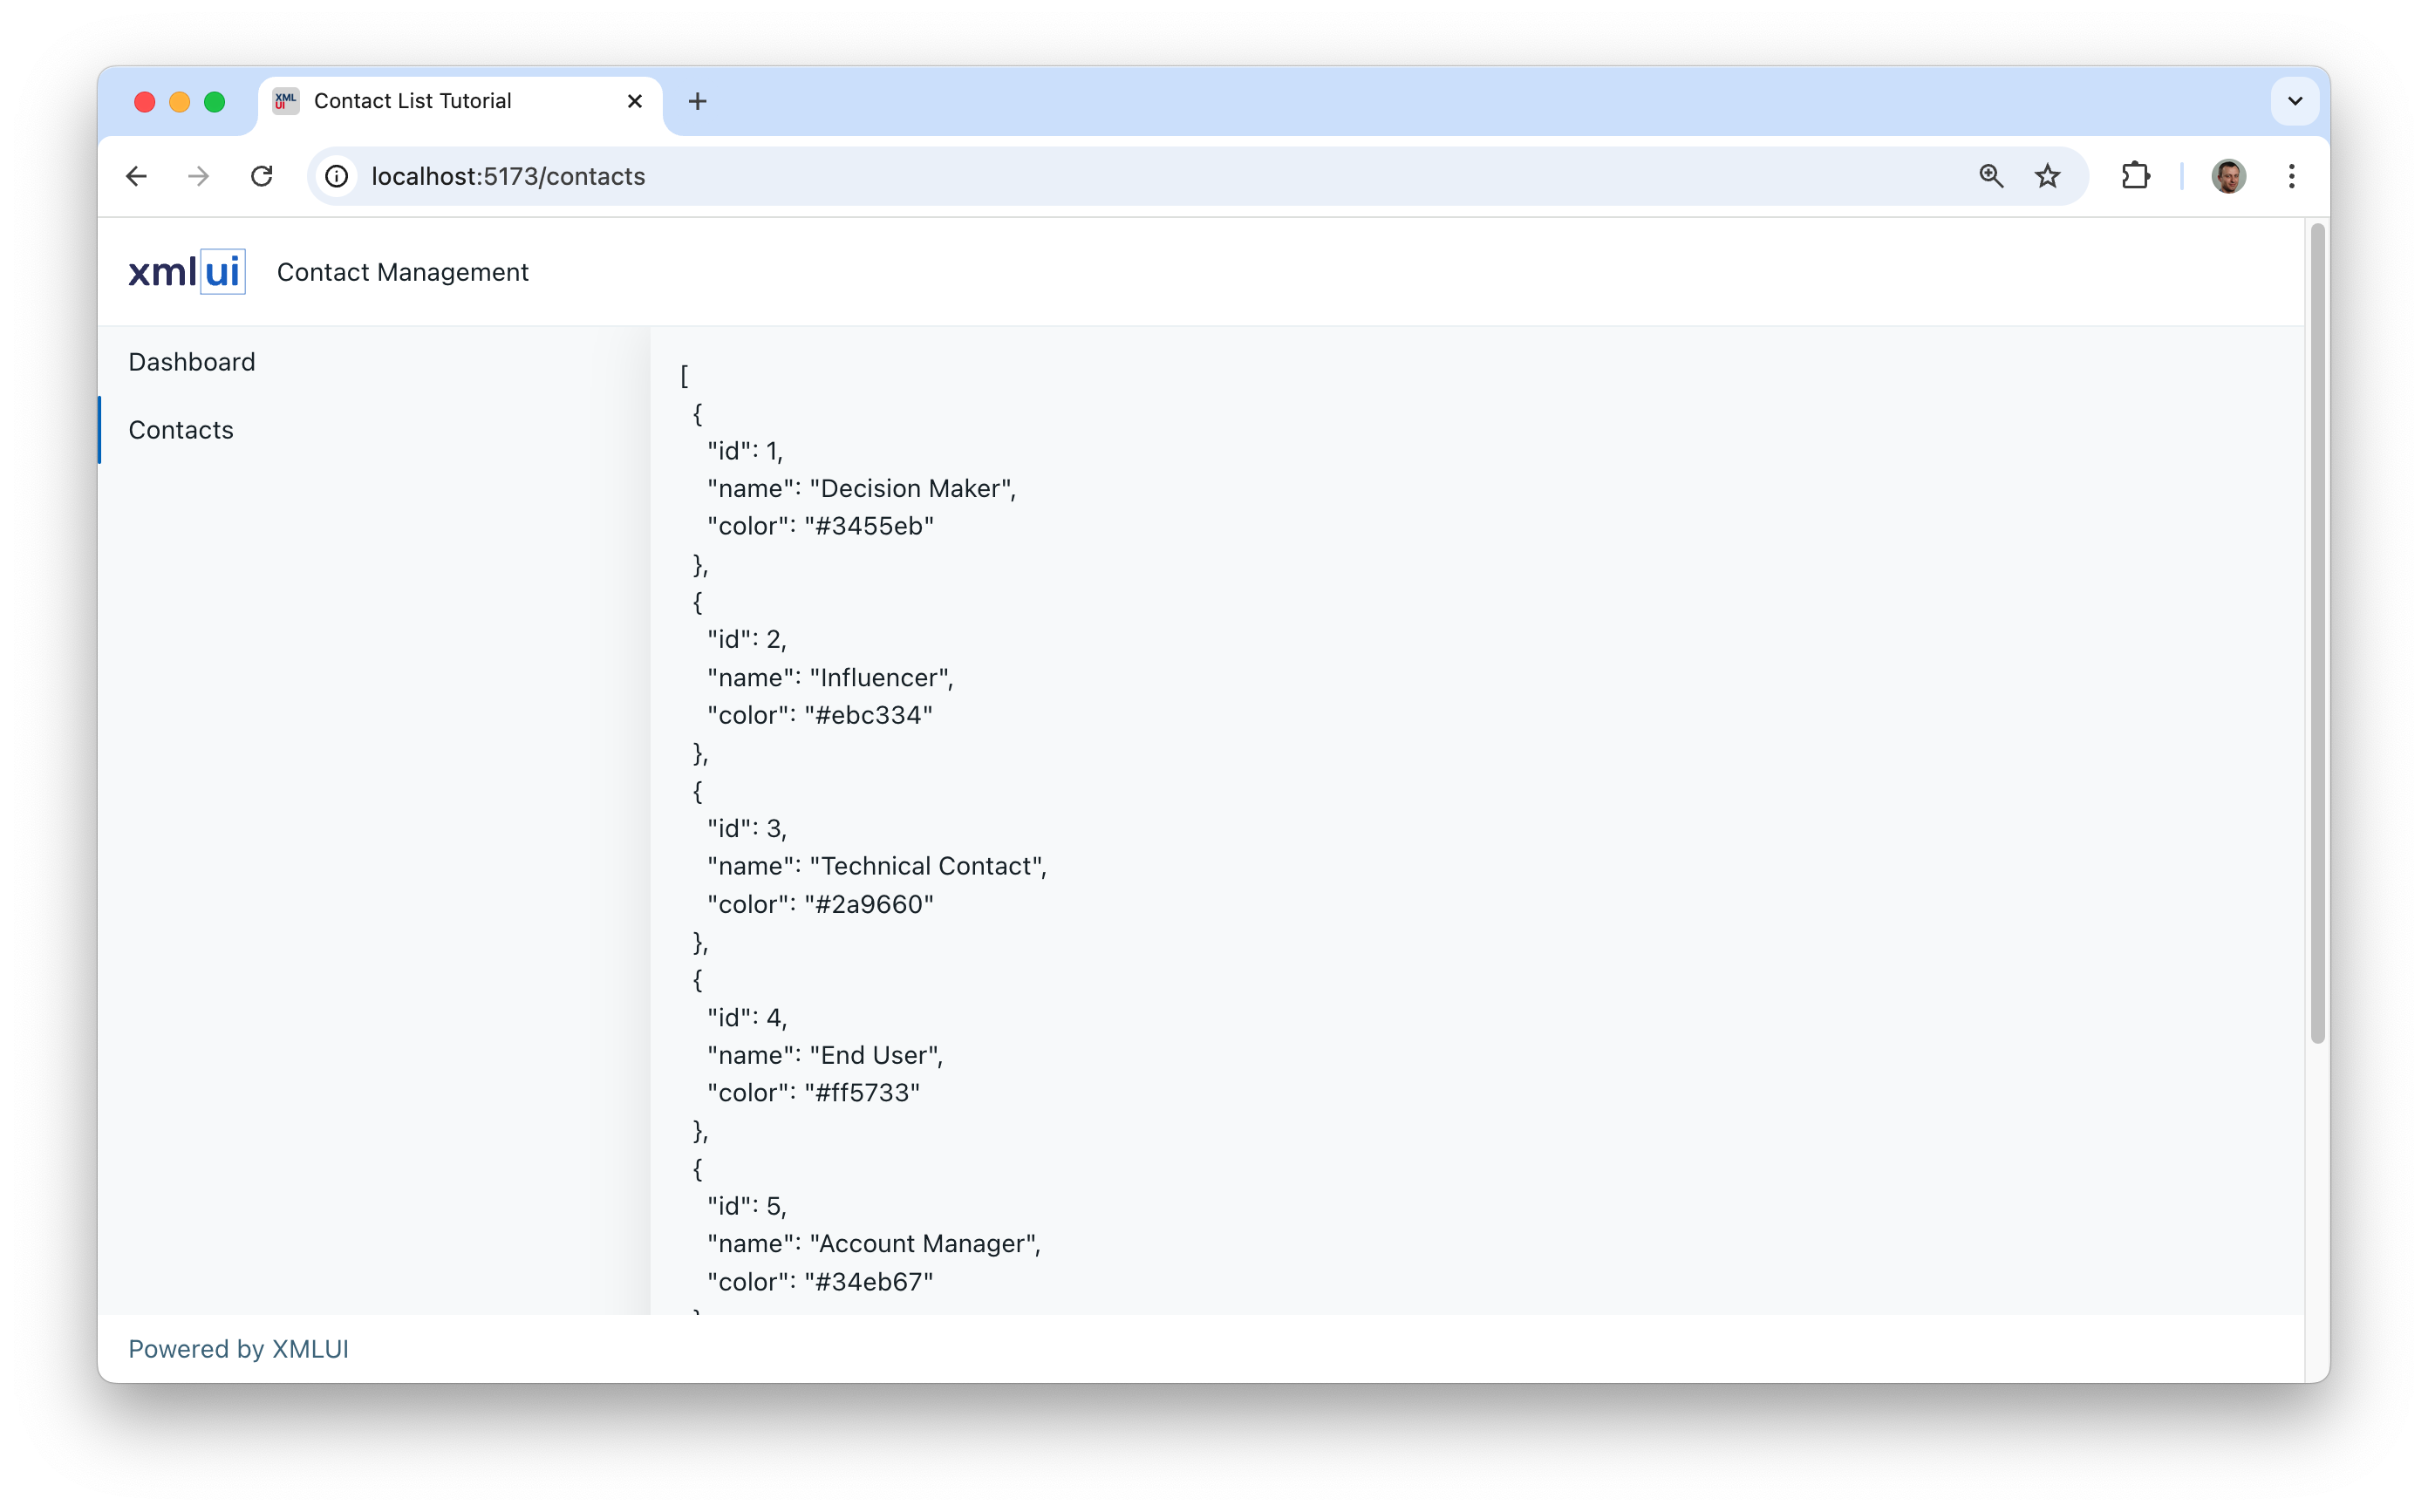 XML
UI
Contact List Tutorial
localhost:5173/contacts
xmlui
Contact Management
Dashboard
Contacts
[
{
"id": 1,
"name": "Decision Maker",
"color": "#3455eb"
},
{
"id": 2,
"name": "Influencer",
"color": "#ebc334"
},
{
"id": 3,
"name": "Technical Contact",
"color": "#2a9660"
},
{
"id": 4,
"name": "End User",
"color": "#ff5733"
},
{
"id": 5,
"name": "Account Manager",
"color": "#34eb67"
Powered by XMLUI